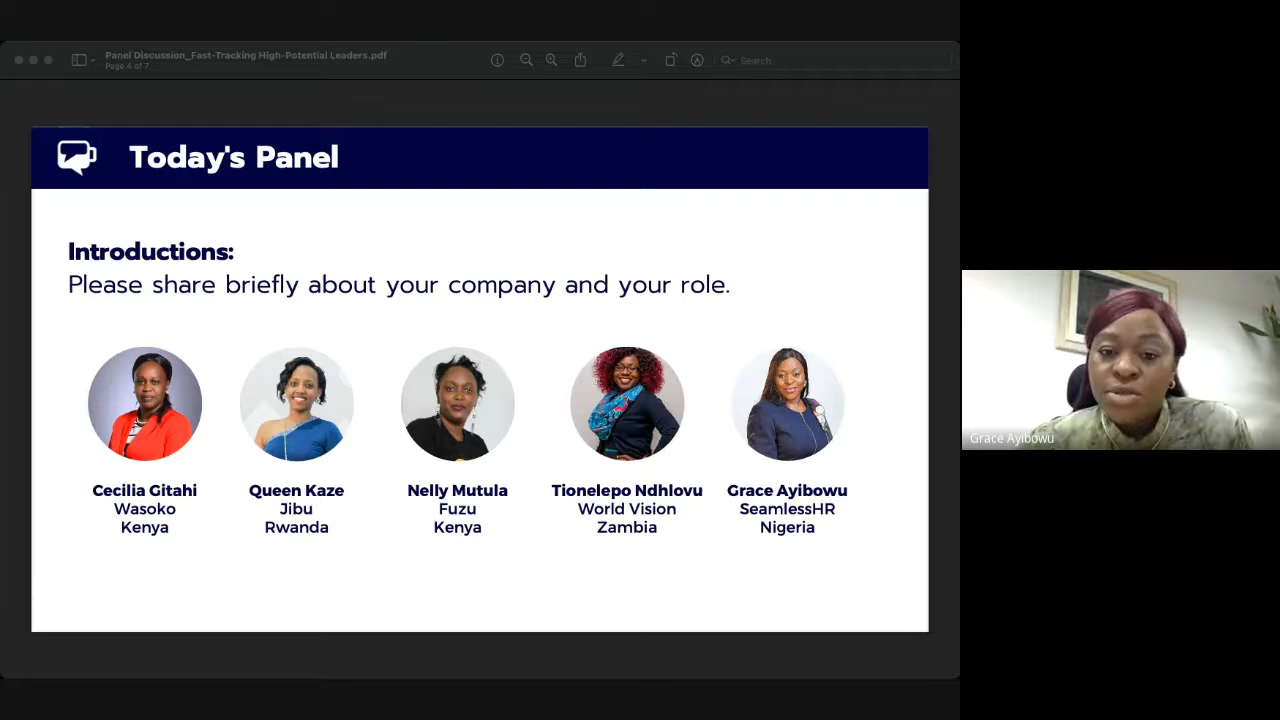 Panel Discussion_Fast-Tracking High-Potential Leaders.pdf
Page 4 of 7
Search
Today's Panel
Introductions:
Please share briefly about your company and your role.
Cecilia Gitahi
Wasoko
Kenya
Queen Kaze
Jibu
Rwanda
Nelly Mutula
Fuzu
Kenya
Tionelepo Ndhlovu
World Vision
Zambia
Grace Ayibowu
SeamlessHR
Nigeria
Grace Ayibowu